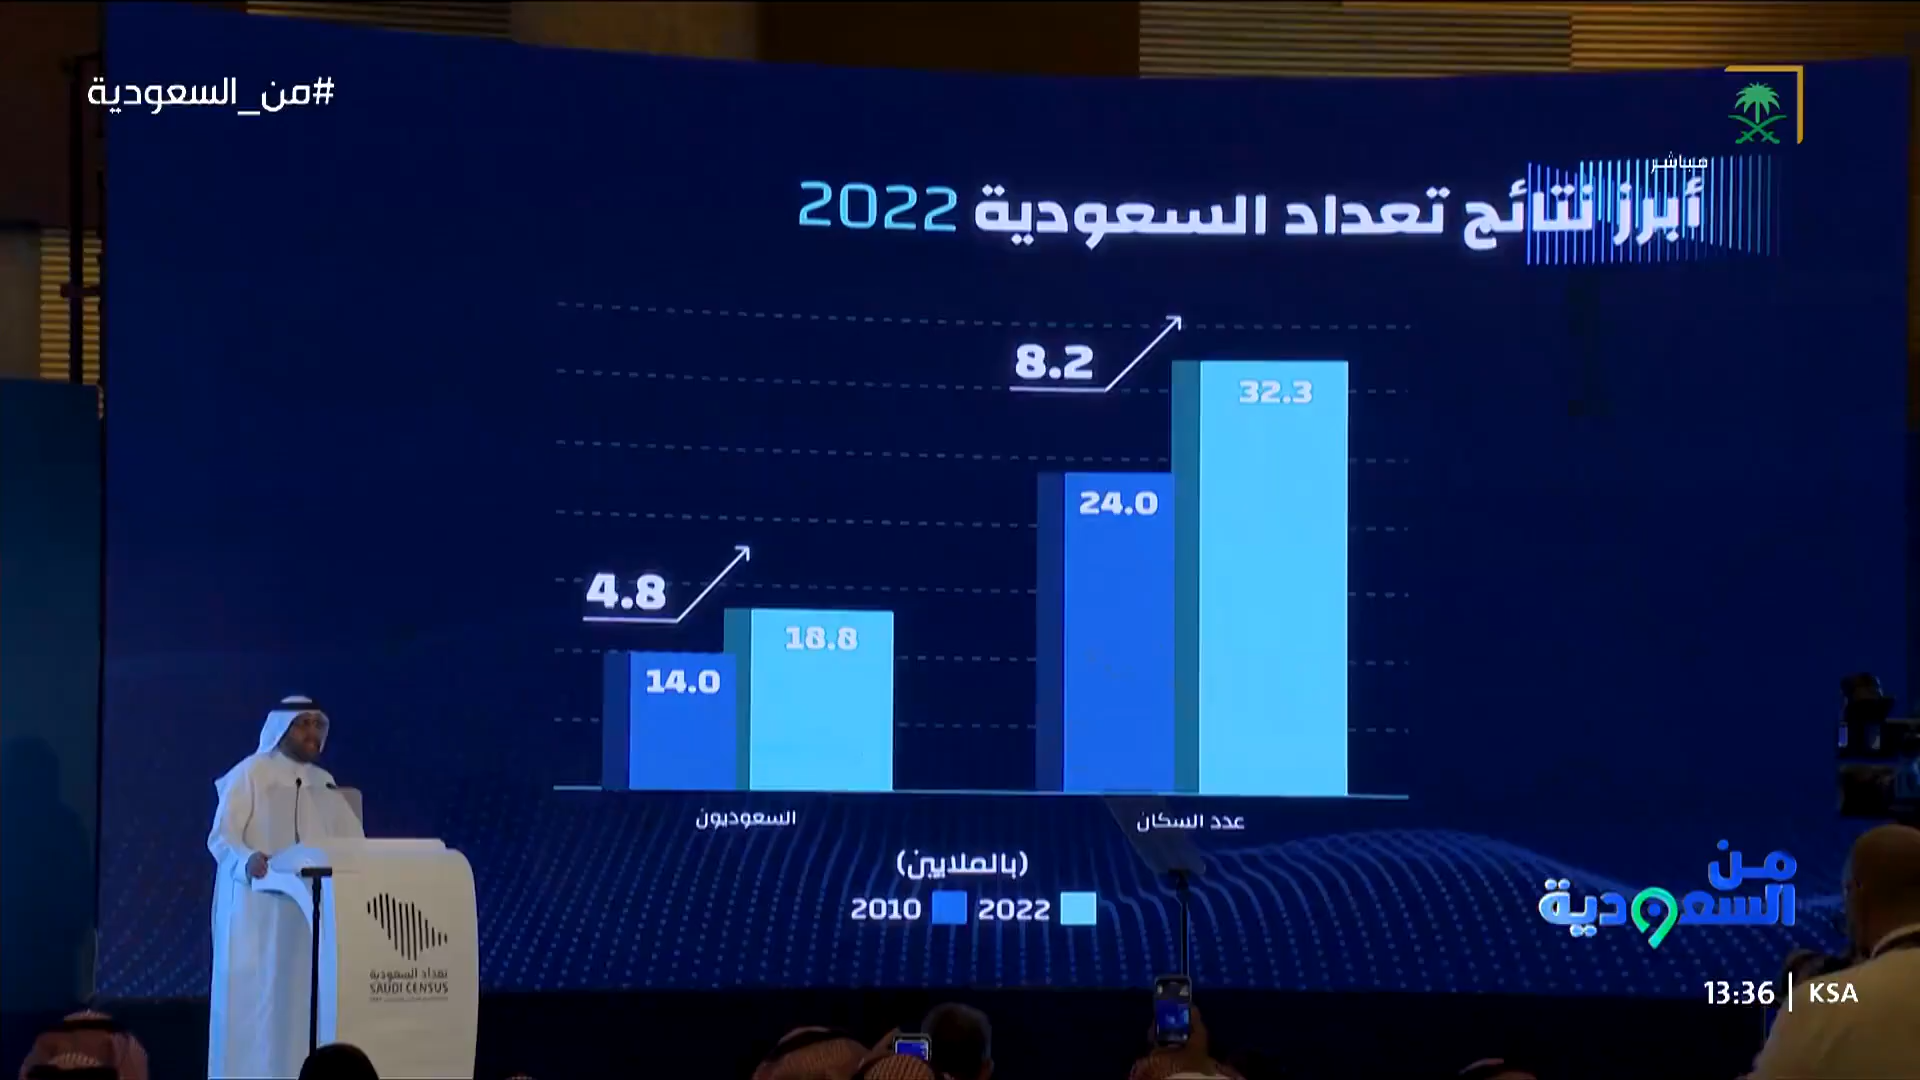 #من_السعودية
مباشر
أبرز نتائج تعداد السعودية 2022
8.2
32.3
24.0
4.8
18.8
14.0
عدد السكان
السعوديون
(بالملايين)
2022
2010
من
السعودية
تعداد السعودية
SAUDI CENSUS
13:36 | KSA